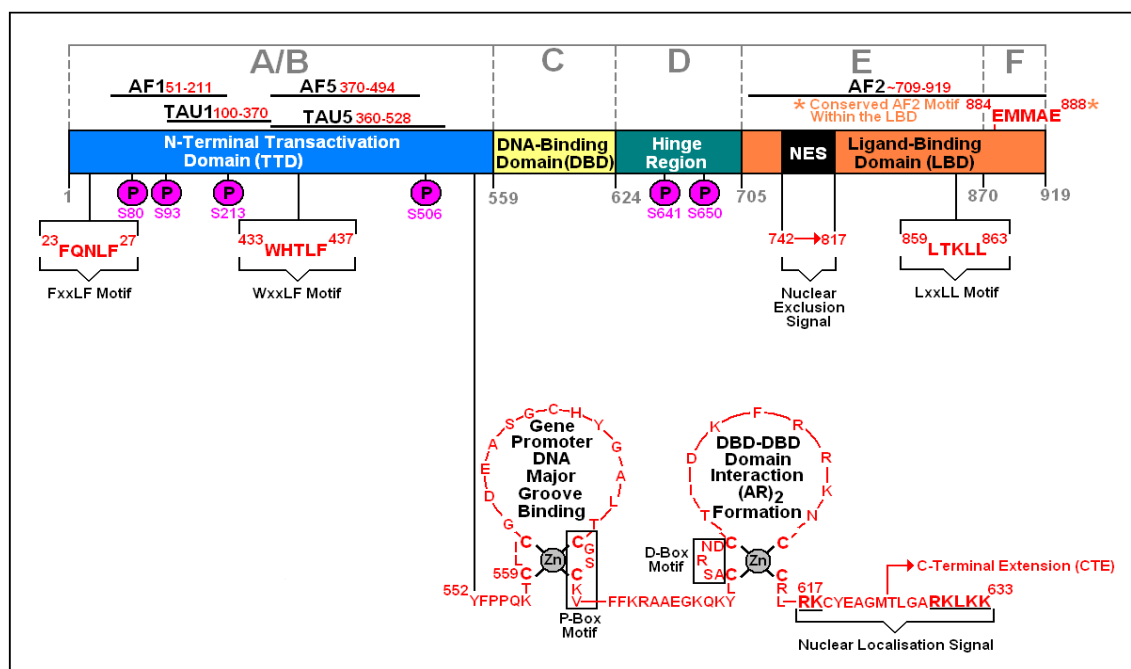 A/B C D E F
AF1 51-211 AF5 370-494 AF2 ~709-919
TAU1 100-370 TAU5 360-528
* Conserved AF2 Motif
Within the LBD
884 EMMAE 888*
N-Terminal Transactivation
Domain (TTD)
DNA-Binding
Domain(DBD)
Hinge
Region
NES
Ligand-Binding
Domain (LBD)
1 559 624 705 870 919
P P P P P P
S80 S93 S213 S506 S641 S650
23 FQNLF 27
FxxLF Motif
433 WHTLF 437
WxxLF Motif
742 817
Nuclear
Exclusion
Signal
859 LTKLL 863
LxxLL Motif
Gene
Promoter
DNA
Major
Groove
Binding
DBD-DBD
Domain
Interaction
(AR)2
Formation
552 YFPPQK
T
559 C
L
C
G
D
E
A
S
G
C
H
Y
G
A
L
T
C
G
S
C
K
V
Zn
P-Box
Motif
FFKRAAEGKQKY
L
C
A
S
R
N
D
C
T
I
D
K
F
R
R
K
N
C
C
R
L
Zn
D-Box
Motif
617 RKCYEAGMTLGARKLKK 633
C-Terminal Extension (CTE)
Nuclear Localisation Signal